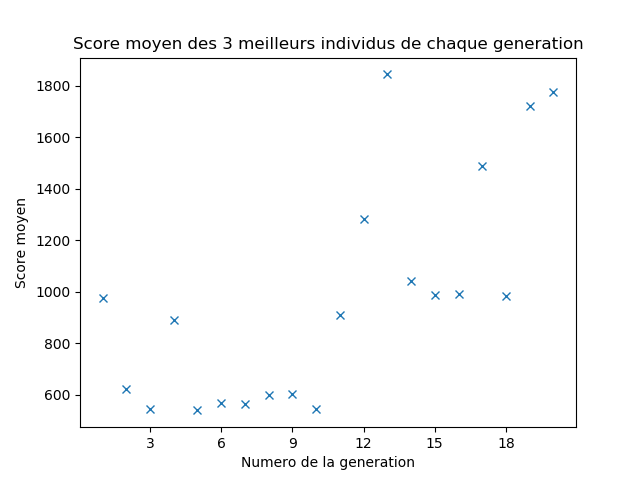 Score moyen des 3 meilleurs individus de chaque generation
1800
1600
1400
1200
1000
800
600
Score moyen
3 6 9 12 15 18
Numero de la generation